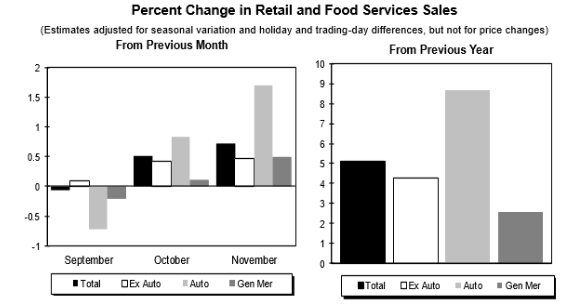 Percent Change in Retail and Food Services Sales
(Estimates adjusted for seasonal variation and holiday and trading-day differences, but not for price changes)
From Previous Month
2
1.5
1
0.5
0
-0.5
-1
September October November
Total Ex Auto Auto Gen Mer
From Previous Year
10
9
8
7
6
5
4
3
2
1
0
Total Ex Auto Auto Gen Mer